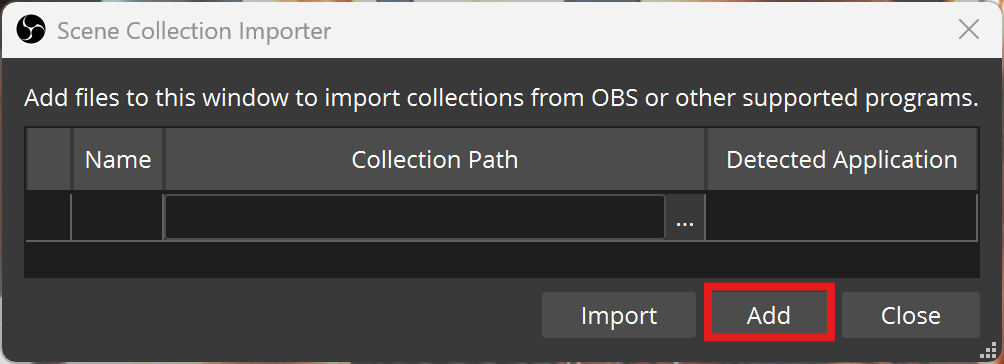 Scene Collection Importer
Add files to this window to import collections from OBS or other supported programs.
Name Collection Path Detected Application
...
Import Add Close